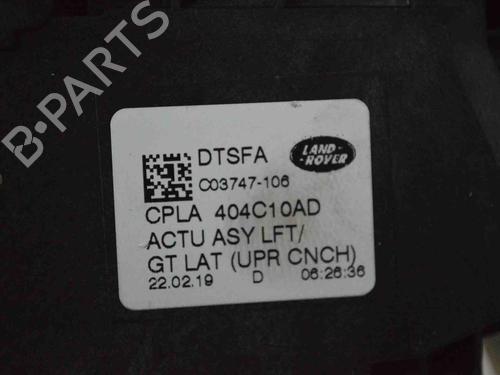 B-PARTS
DTSFA
LAND-
ROVER
C03747-106
CPLA 404C10AD
ACTU ASY LFT/
GT LAT (UPR CNCH)
22.02.19 D 06:26:36